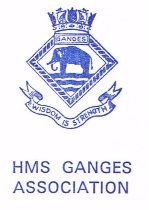 GANGES
WISDOM IS STRENGTH
HMS GANGES
ASSOCIATION